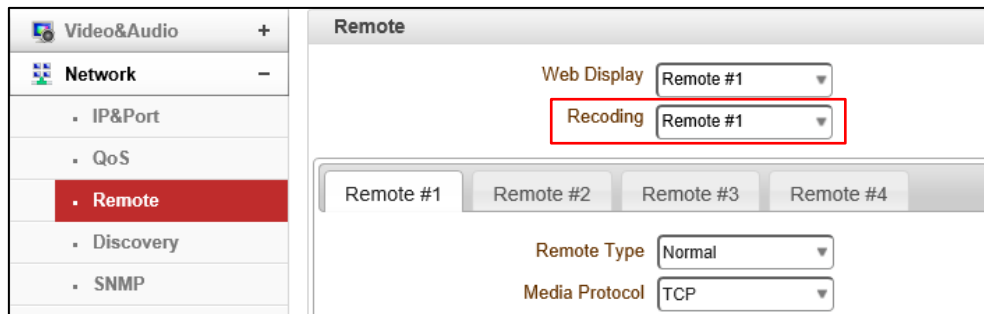 Video&Audio +
Network −
. IP&Port
. QoS
. Remote
. Discovery
. SNMP
Remote
Web Display Remote #1
Recoding Remote #1
Remote #1 Remote #2 Remote #3 Remote #4
Remote Type Normal
Media Protocol TCP